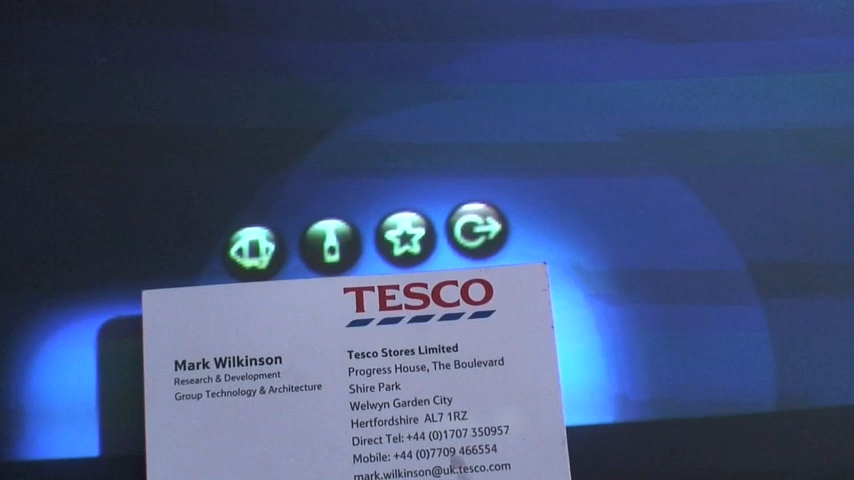 TESCO
Mark Wilkinson
Research & Development
Group Technology & Architecture
Tesco Stores Limited
Progress House, The Boulevard
Shire Park
Welwyn Garden City
Hertfordshire AL7 1RZ
Direct Tel: +44 (0)1707 350957
Mobile: +44 (0)7709 466554
mark.wilkinson@uk.tesco.com